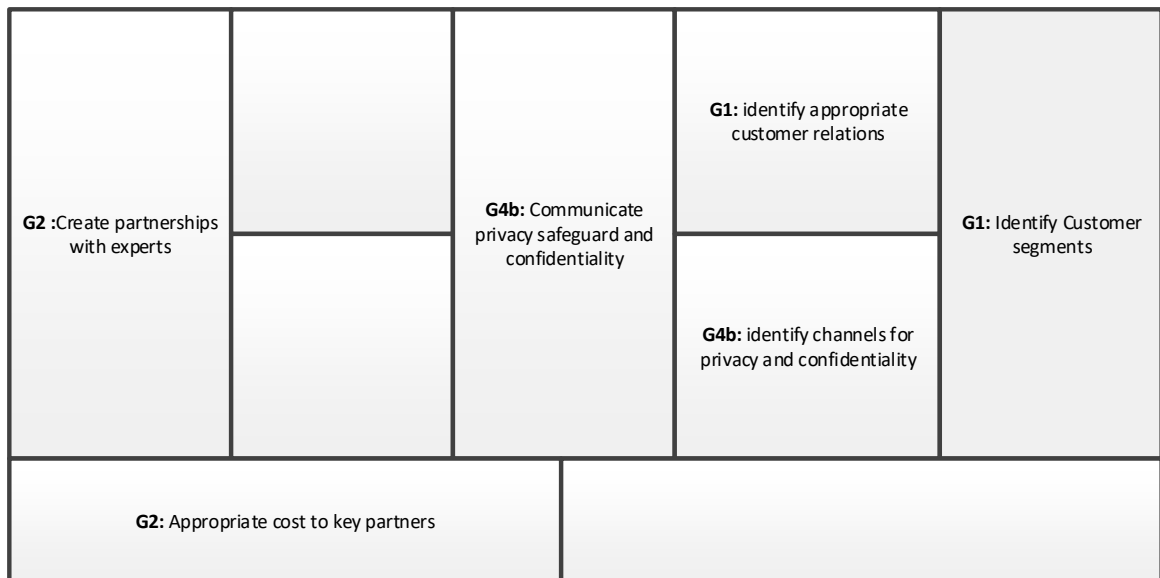 G2 :Create partnerships
with experts
G4b: Communicate
privacy safeguard and
confidentiality
G1: identify appropriate
customer relations
G4b: identify channels for
privacy and confidentiality
G1: Identify Customer
segments
G2: Appropriate cost to key partners